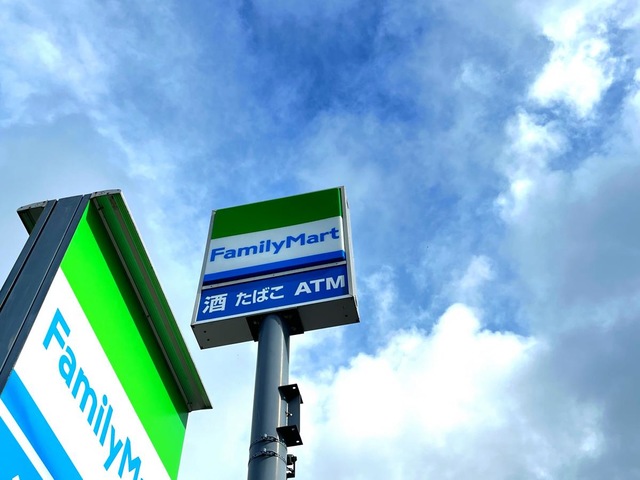 FamilyMart
酒 たばこ ATM
FamilyM